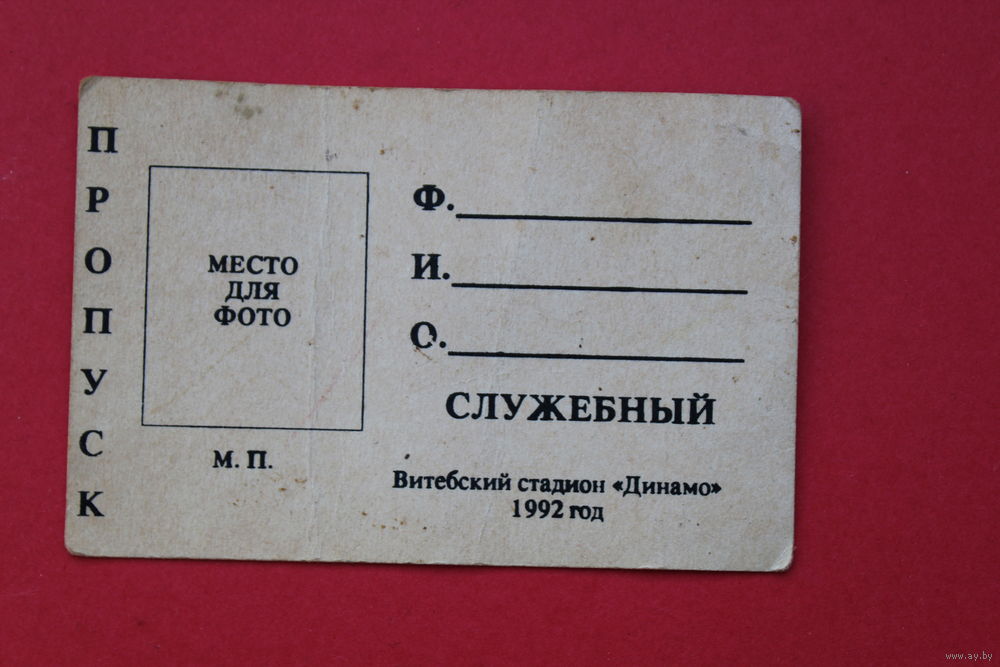 ПРОПУСК
МЕСТО
ДЛЯ
ФОТО
М. П.
Ф.
И.
О.
СЛУЖЕБНЫЙ
Витебский стадион «Динамо»
1992 год
www.ay.by